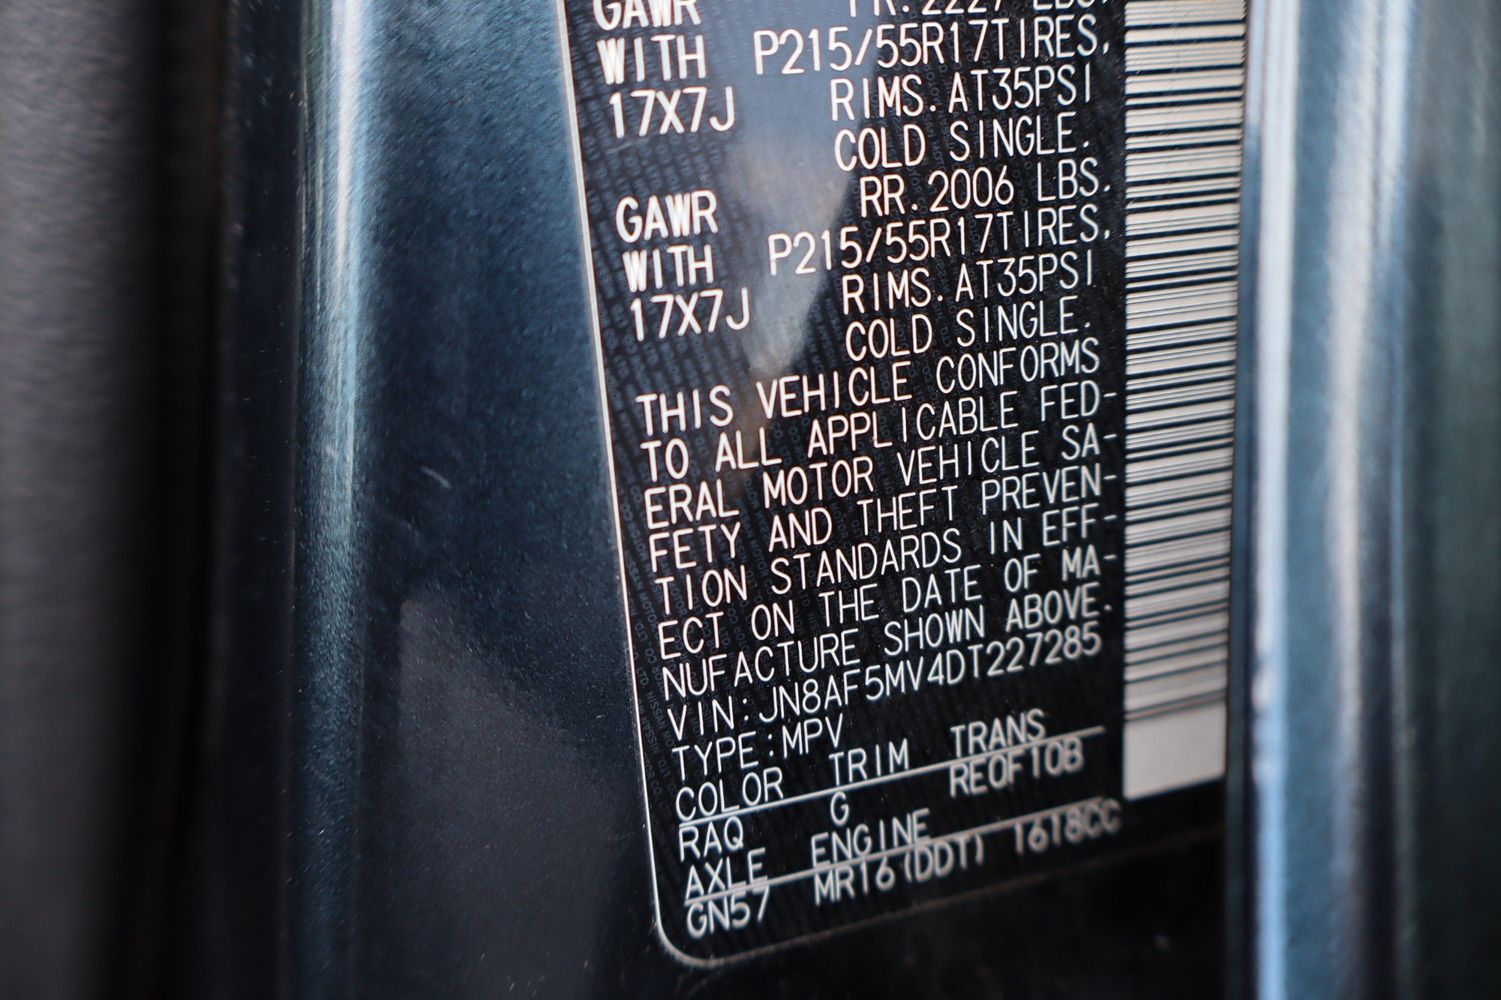 GAWR FR. 2227 LBS.
WITH P215/55R17TIRES,
17X7J RIMS. AT35PSI
COLD SINGLE.
GAWR RR. 2006 LBS.
WITH P215/55R17TIRES,
17X7J RIMS. AT35PSI
COLD SINGLE.
THIS VEHICLE CONFORMS
TO ALL APPLICABLE FED-
ERAL MOTOR VEHICLE SA-
FETY AND THEFT PREVEN-
TION STANDARDS IN EFF-
ECT ON THE DATE OF MA-
NUFACTURE SHOWN ABOVE.
VIN:JN8AF5MV4DT227285
TYPE:MPV
COLOR TRIM TRANS
RAQ G RE0F10B
AXLE ENGINE
GN57 MR16(DDT) 1618CC